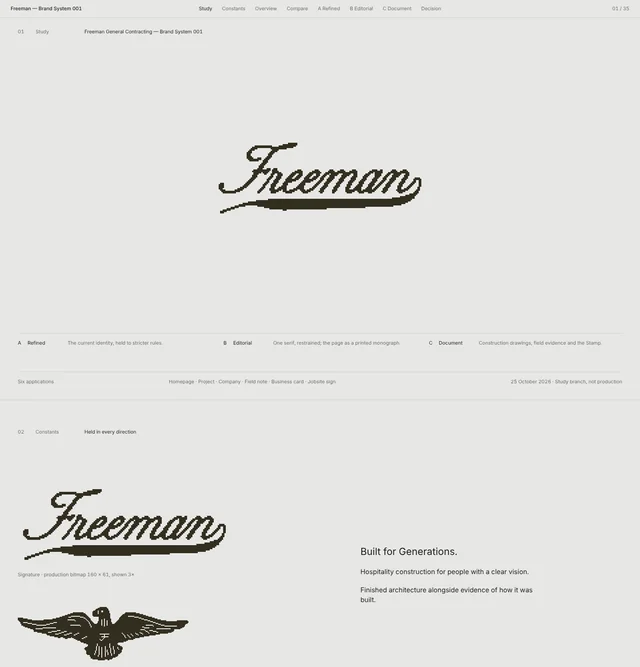 Freeman — Brand System 001
Study Constants Overview Compare A Refined B Editorial C Document Decision
01 / 33
01 Study Freeman General Contracting — Brand System 001
Freeman
A Refined The current identity, held to stricter rules.
B Editorial One serif, restrained; the page as a printed monograph.
C Document Construction drawings, field evidence and the Stamp.
Six applications
Homepage · Project · Company · Field note · Business card · Jobsite sign
25 October 2026 · Study branch, not production
02 Constants Held in every direction
Freeman
Signature · production bitmap 160 × 61, shown 3×
Built for Generations.
Hospitality construction for people with a clear vision.
Finished architecture alongside evidence of how it was
built.